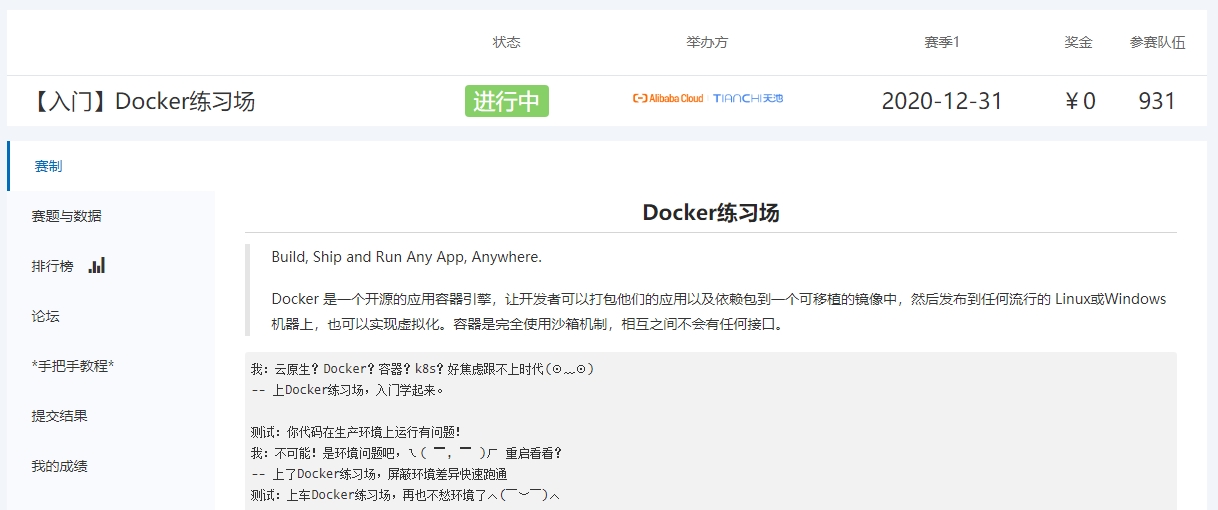 状态 举办方 赛季1 奖金 参赛队伍
【入门】Docker练习场 进行中 Alibaba Cloud | TIANCHI天池 2020-12-31 ￥0 931
赛制
赛题与数据
排行榜
论坛
*手把手教程*
提交结果
我的成绩
Docker练习场
Build, Ship and Run Any App, Anywhere.
Docker 是一个开源的应用容器引擎，让开发者可以打包他们的应用以及依赖包到一个可移植的镜像中，然后发布到任何流行的 Linux或Windows
机器上，也可以实现虚拟化。容器是完全使用沙箱机制，相互之间不会有任何接口。
我：云原生？Docker？容器？k8s？好焦虑跟不上时代(⊙﹏⊙)
-- 上Docker练习场，入门学起来。
测试：你代码在生产环境上运行有问题！
我：不可能！是环境问题吧，ㄟ( ▔, ▔ )ㄏ 重启看看？
-- 上了Docker练习场，屏蔽环境差异快速跑通
测试：上车Docker练习场，再也不愁环境了︿(￣︶￣)︿